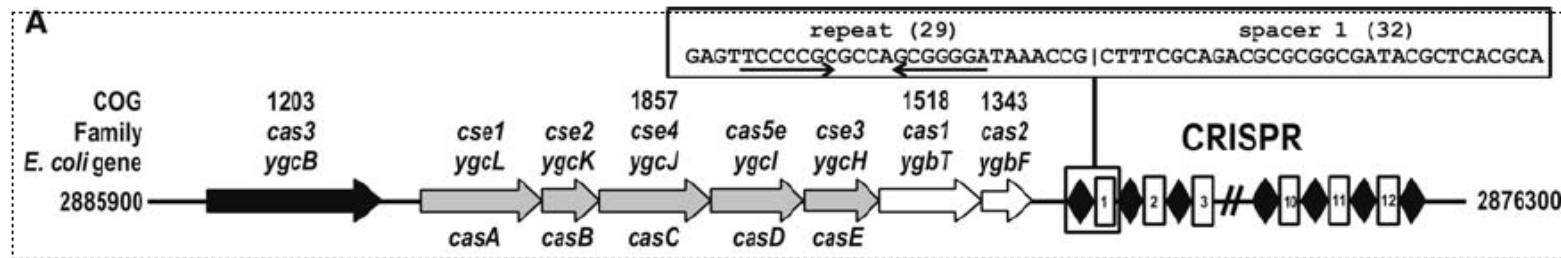 A
repeat (29) spacer 1 (32)
GAGTTCCCCGCGCCAGCGGGGATAAACCG|CTTTCGCAGACGCGCGGCGATACGCTCACGCA
COG 1203 1857 1518 1343
Family cas3 cse1 cse2 cse4 cas5e cse3 cas1 cas2 CRISPR
E. coli gene ygcB ygcL ygcK ygcJ ygcI ygcH ygbT ygbF
2885900 1 2 3 // 10 11 12 2876300
casA casB casC casD casE